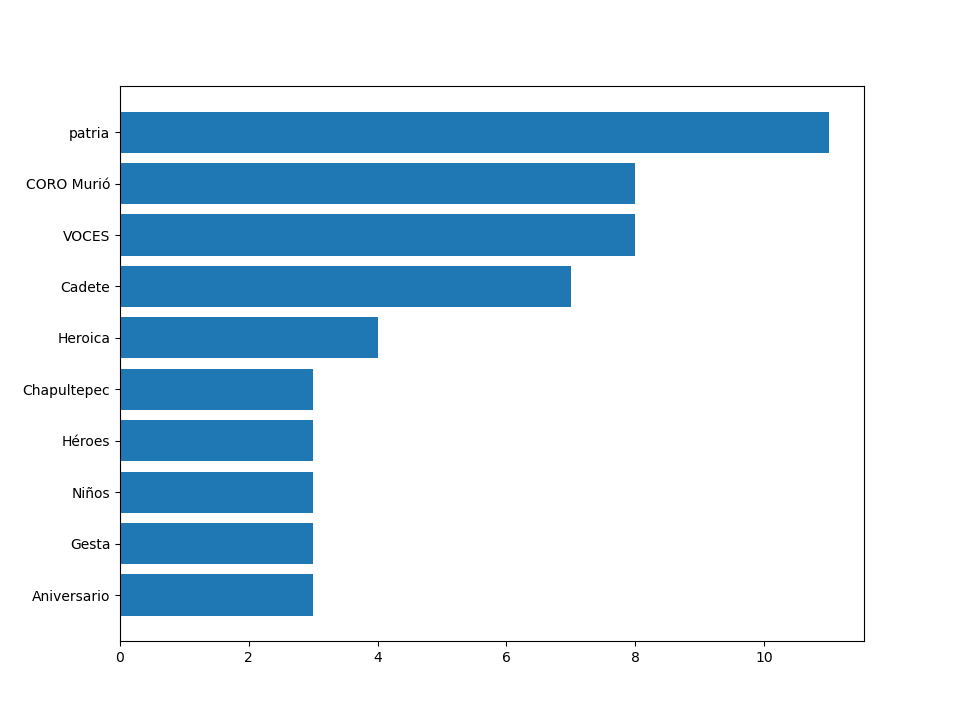 patria
CORO Murió
VOCES
Cadete
Heroica
Chapultepec
Héroes
Niños
Gesta
Aniversario
0 2 4 6 8 10